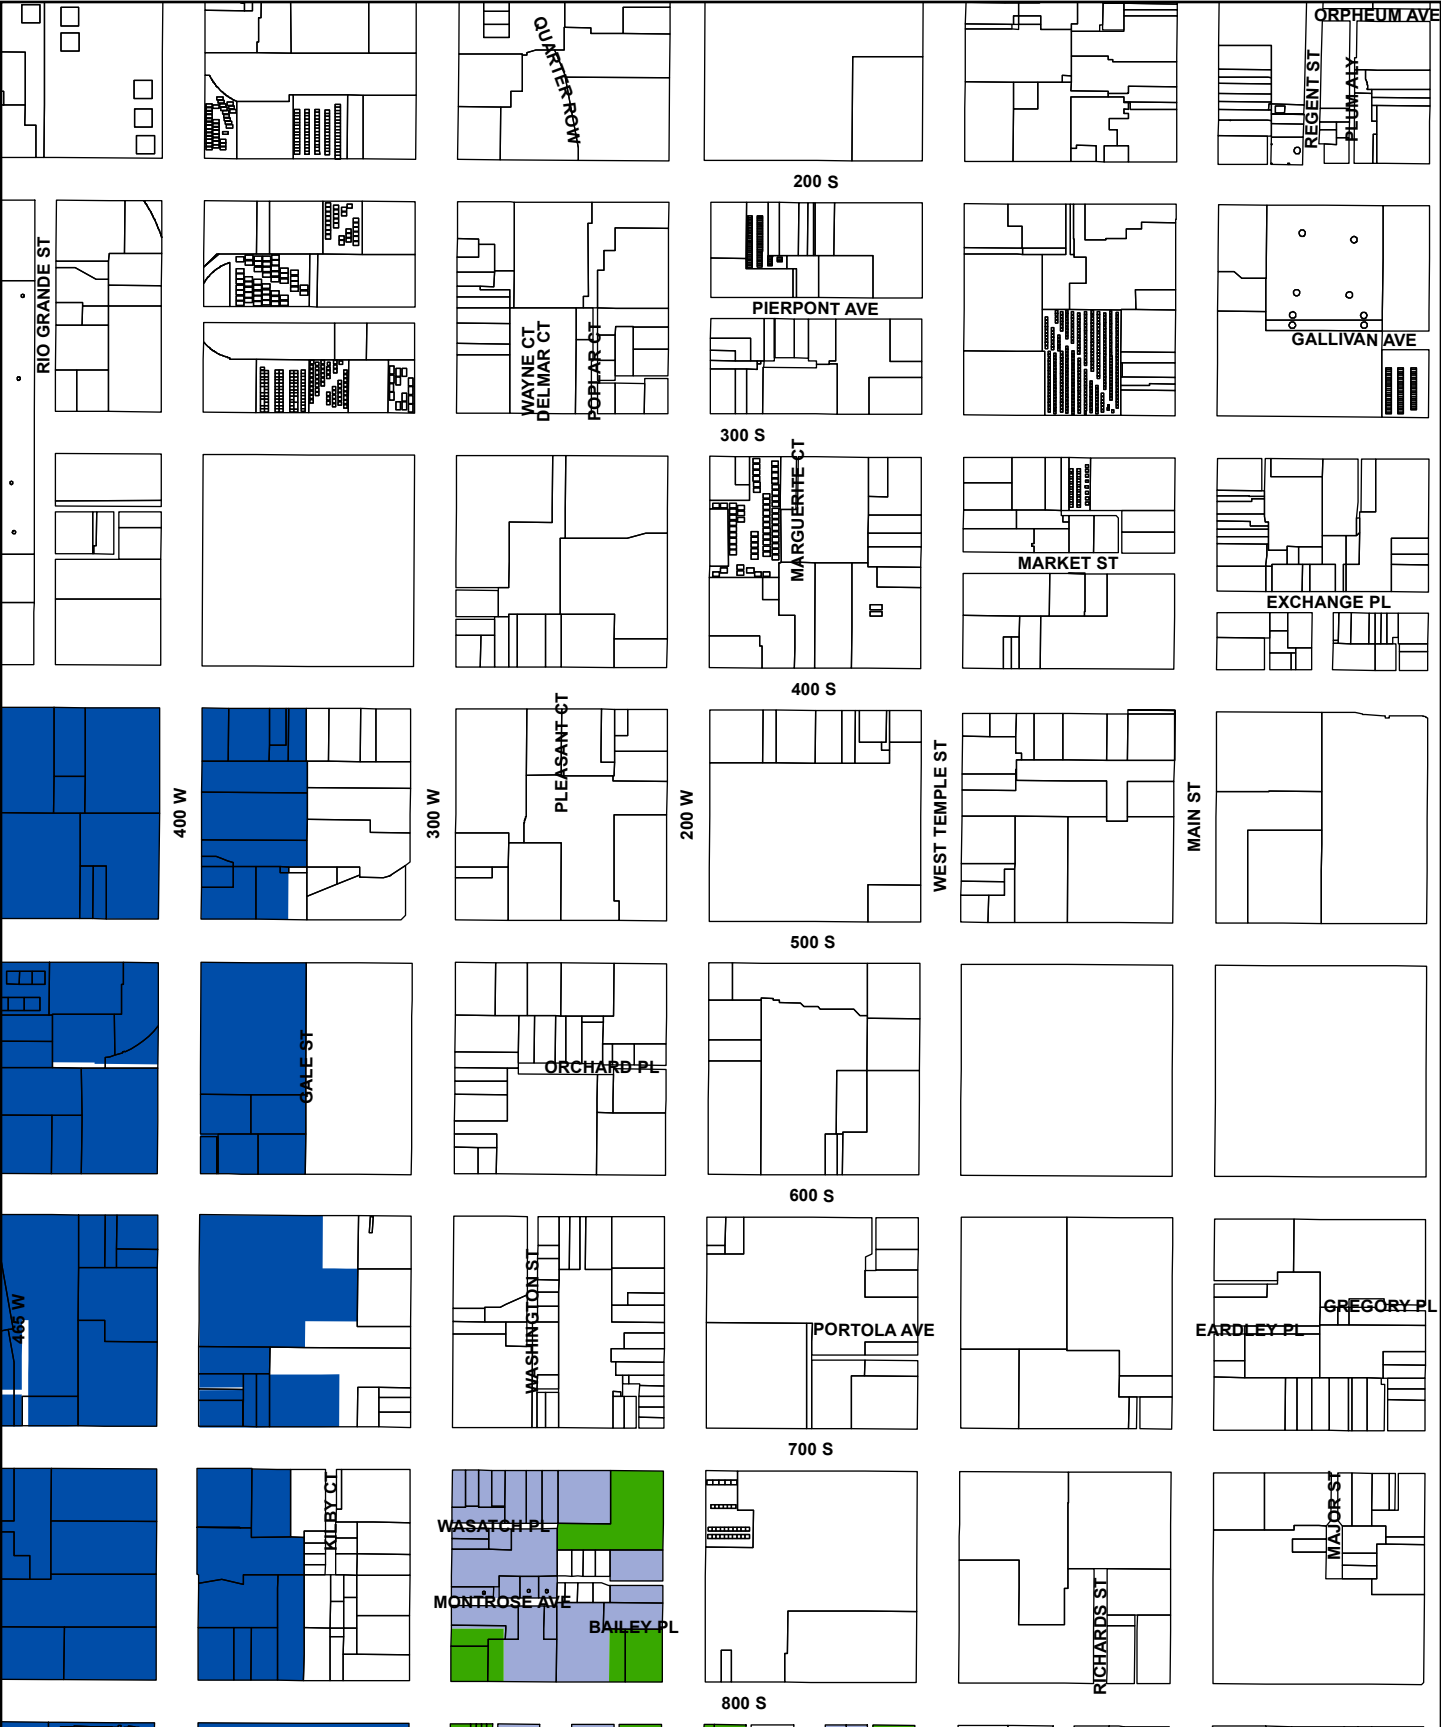 ORPHEUM AVE
QUARTER ROW
REGENT ST
PLUM ALY
200 S
RIO GRANDE ST
PIERPONT AVE
GALLIVAN AVE
WAYNE CT
DELMAR CT
POPLAR CT
300 S
MARGUERITE CT
MARKET ST
EXCHANGE PL
400 S
PLEASANT CT
400 W
300 W
200 W
WEST TEMPLE ST
MAIN ST
500 S
GALE ST
ORCHARD PL
600 S
465 W
WASHINGTON ST
PORTOLA AVE
GREGORY PL
EARDLEY PL
700 S
KILBY CT
WASATCH PL
MAJOR ST
MONTROSE AVE
BAILEY PL
RICHARDS ST
800 S